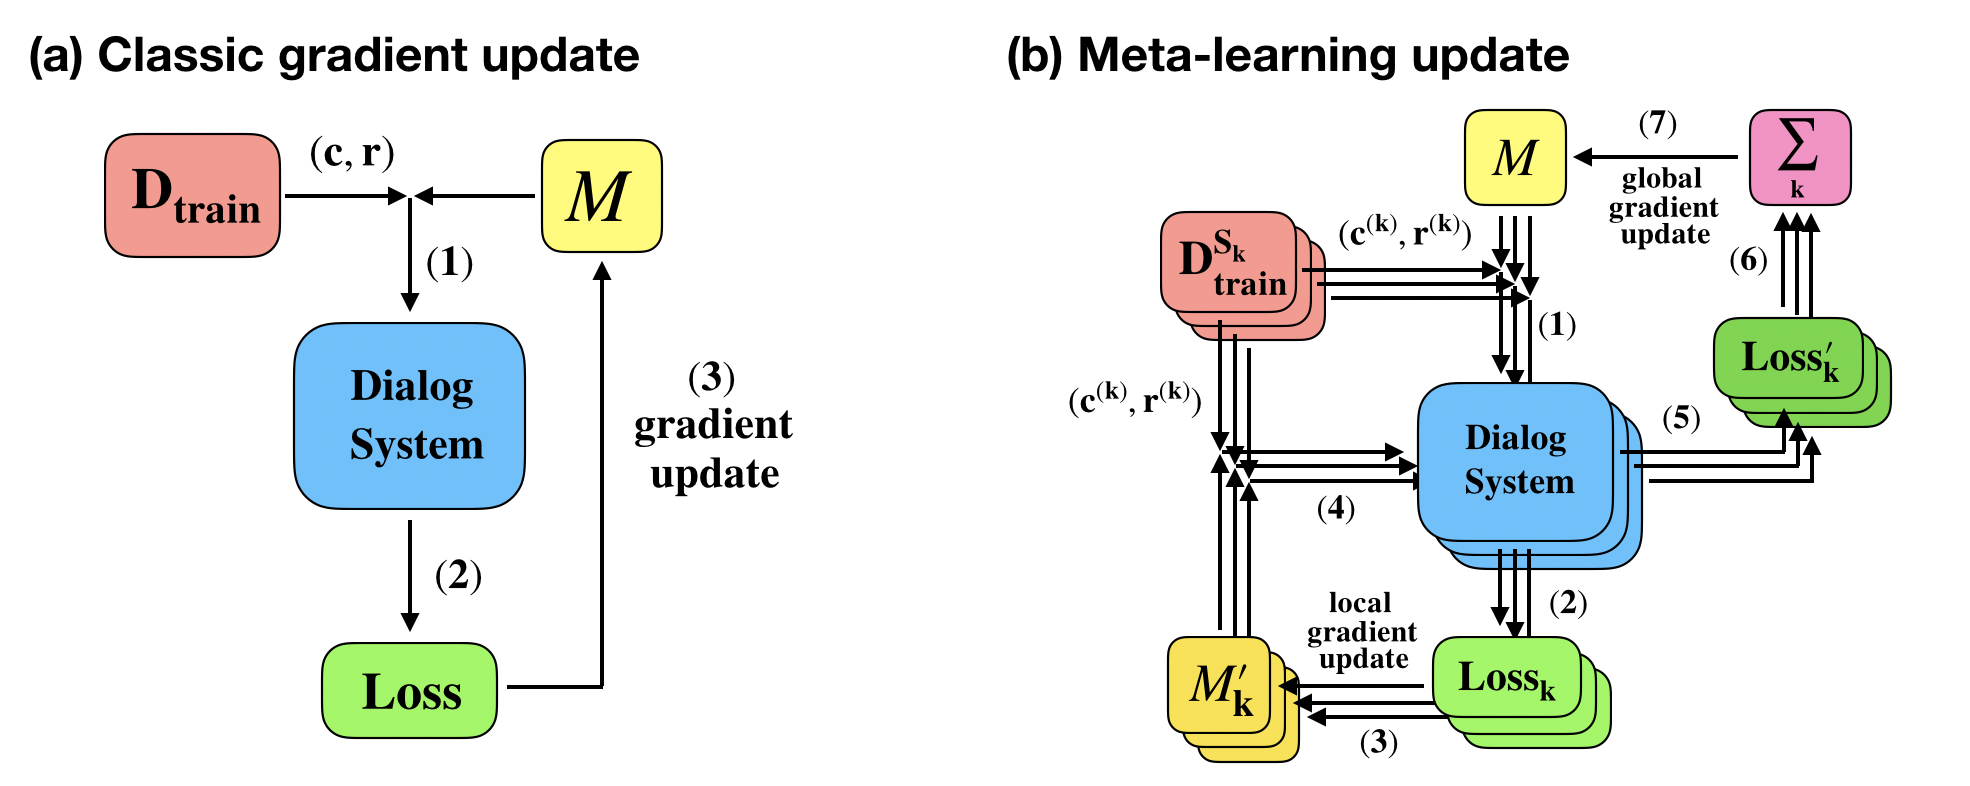 (a) Classic gradient update
D_train
(c, r)
M
(1)
Dialog
System
(2)
Loss
(3)
gradient
update
(b) Meta-learning update
M
(7)
global
gradient
update
∑
k
D^{S_k}_train
(c^(k), r^(k))
(1)
(6)
Loss′_k
(c^(k), r^(k))
Dialog
System
(5)
(4)
(2)
local
gradient
update
M′_k
Loss_k
(3)